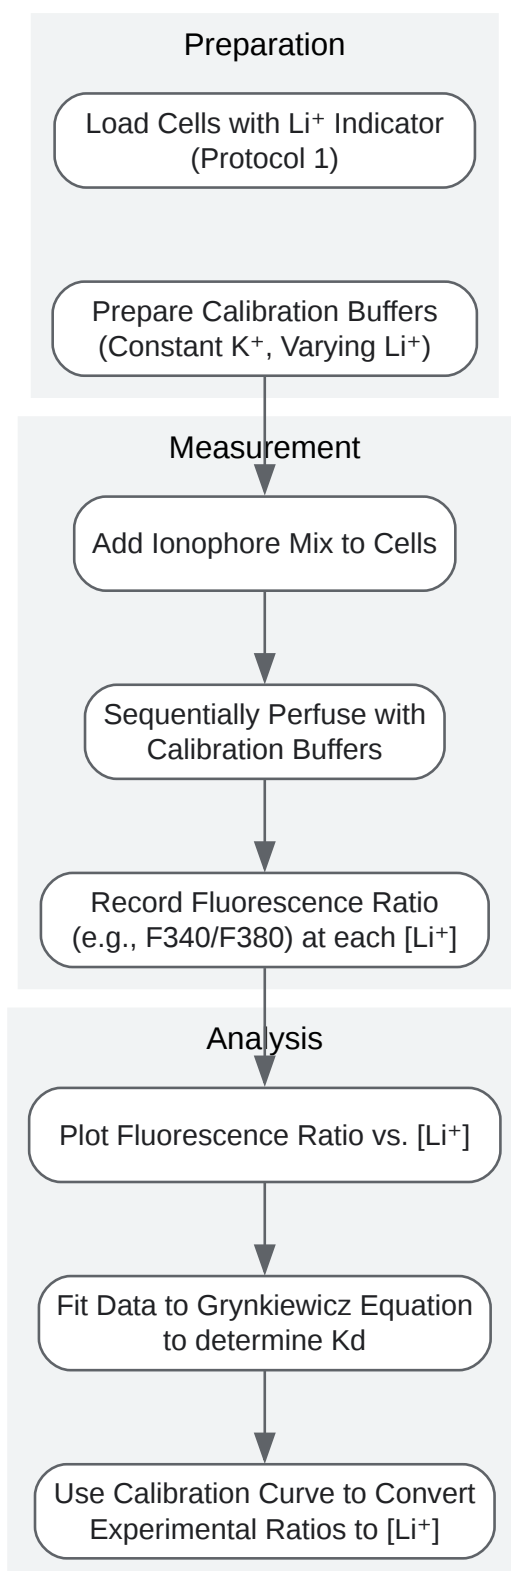 Preparation
Load Cells with Li⁺ Indicator
(Protocol 1)
Prepare Calibration Buffers
(Constant K⁺, Varying Li⁺)
Measurement
Add Ionophore Mix to Cells
Sequentially Perfuse with
Calibration Buffers
Record Fluorescence Ratio
(e.g., F340/F380) at each [Li⁺]
Analysis
Plot Fluorescence Ratio vs. [Li⁺]
Fit Data to Grynkiewicz Equation
to determine Kd
Use Calibration Curve to Convert
Experimental Ratios to [Li⁺]